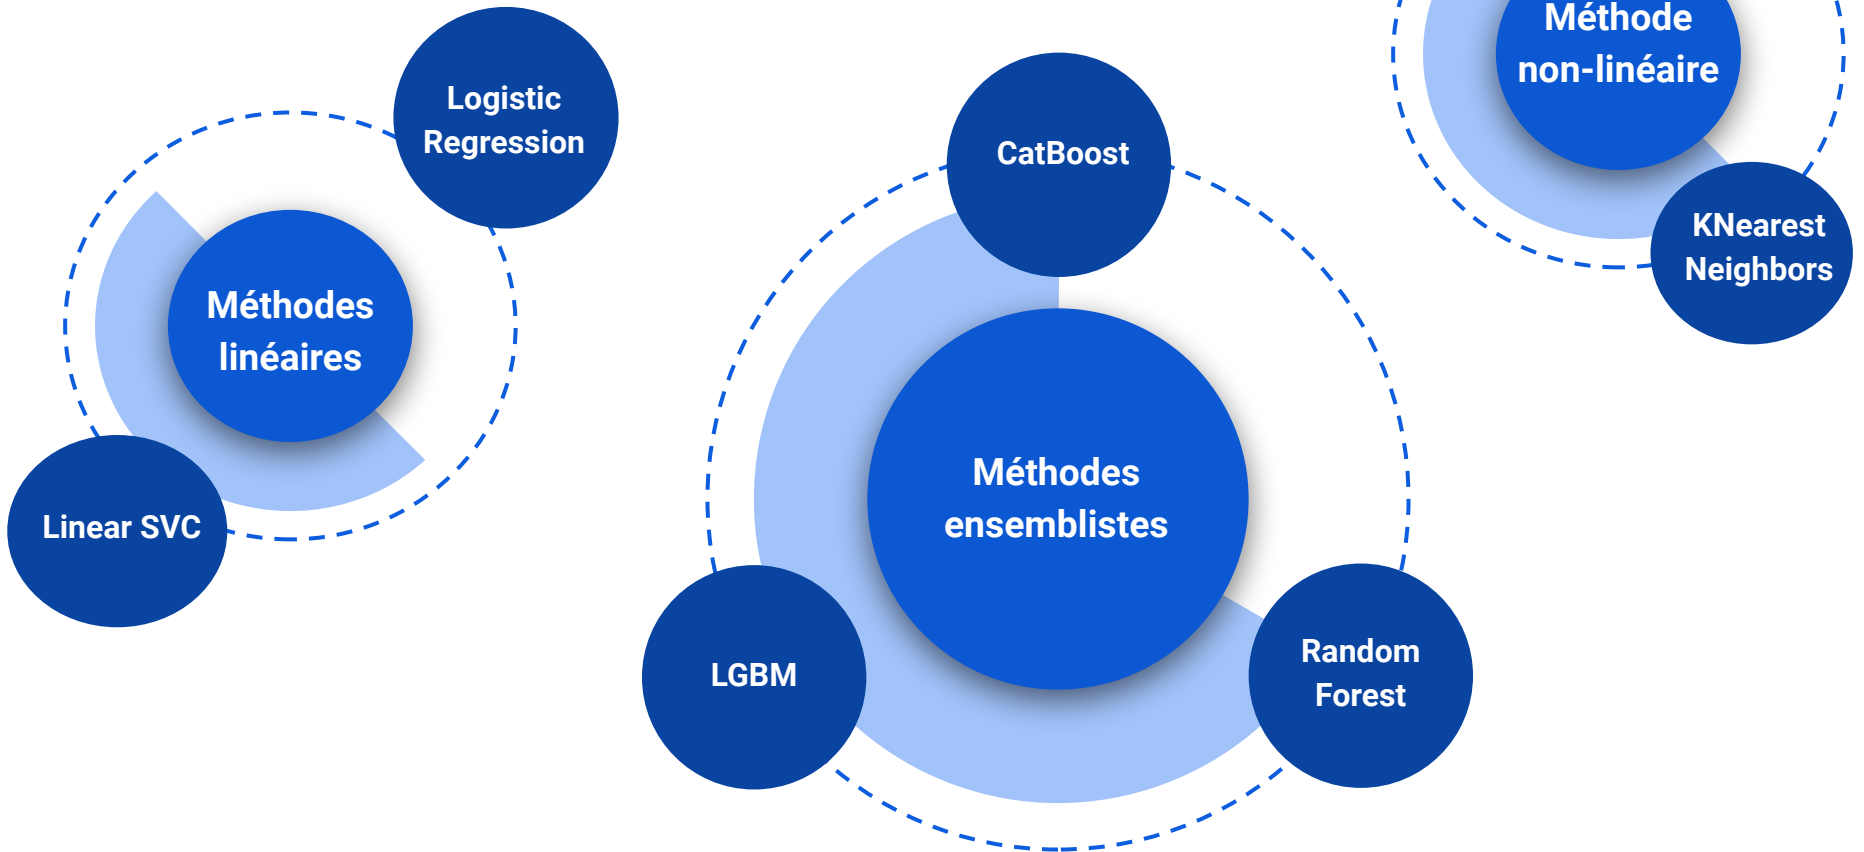 Logistic
Regression
Méthodes
linéaires
Linear SVC
CatBoost
Méthodes
ensemblistes
LGBM
Random
Forest
Méthode
non-linéaire
KNearest
Neighbors